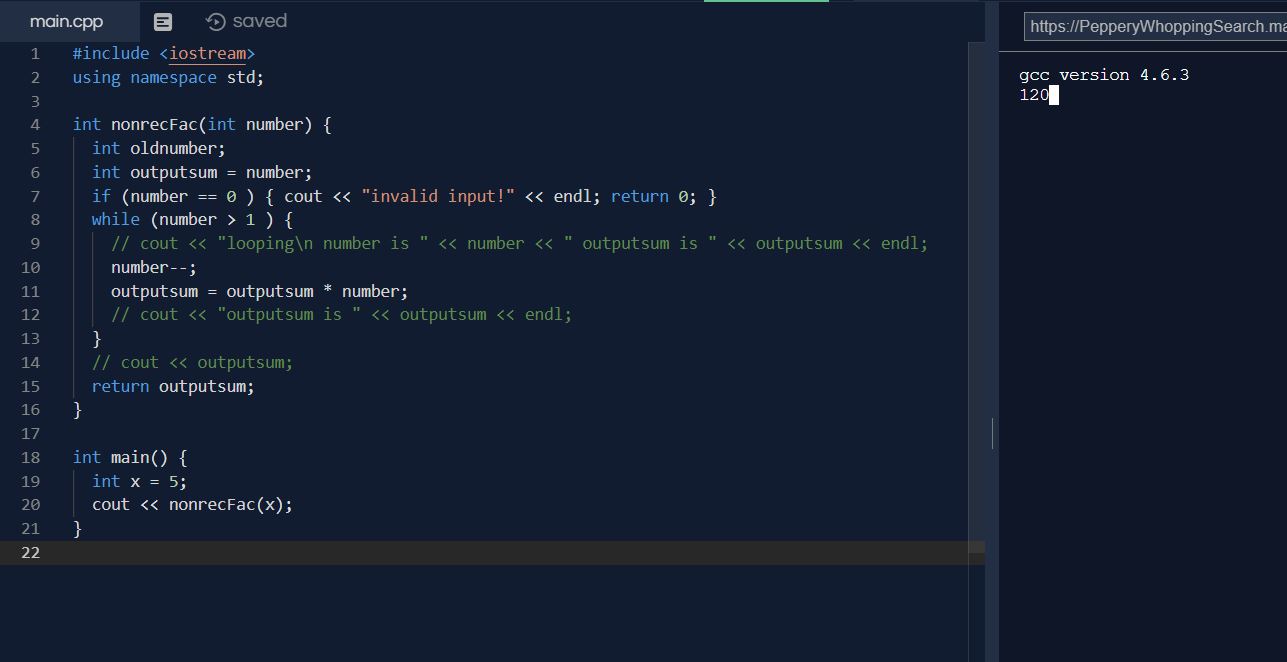 main.cpp saved
https://PepperyWhoppingSearch.ma
1 #include <iostream>
2 using namespace std;
3
4 int nonrecFac(int number) {
5 int oldnumber;
6 int outputsum = number;
7 if (number == 0 ) { cout << "invalid input!" << endl; return 0; }
8 while (number > 1 ) {
9 // cout << "looping\n number is " << number << " outputsum is " << outputsum << endl;
10 number--;
11 outputsum = outputsum * number;
12 // cout << "outputsum is " << outputsum << endl;
13 }
14 // cout << outputsum;
15 return outputsum;
16 }
17
18 int main() {
19 int x = 5;
20 cout << nonrecFac(x);
21 }
22
gcc version 4.6.3
120